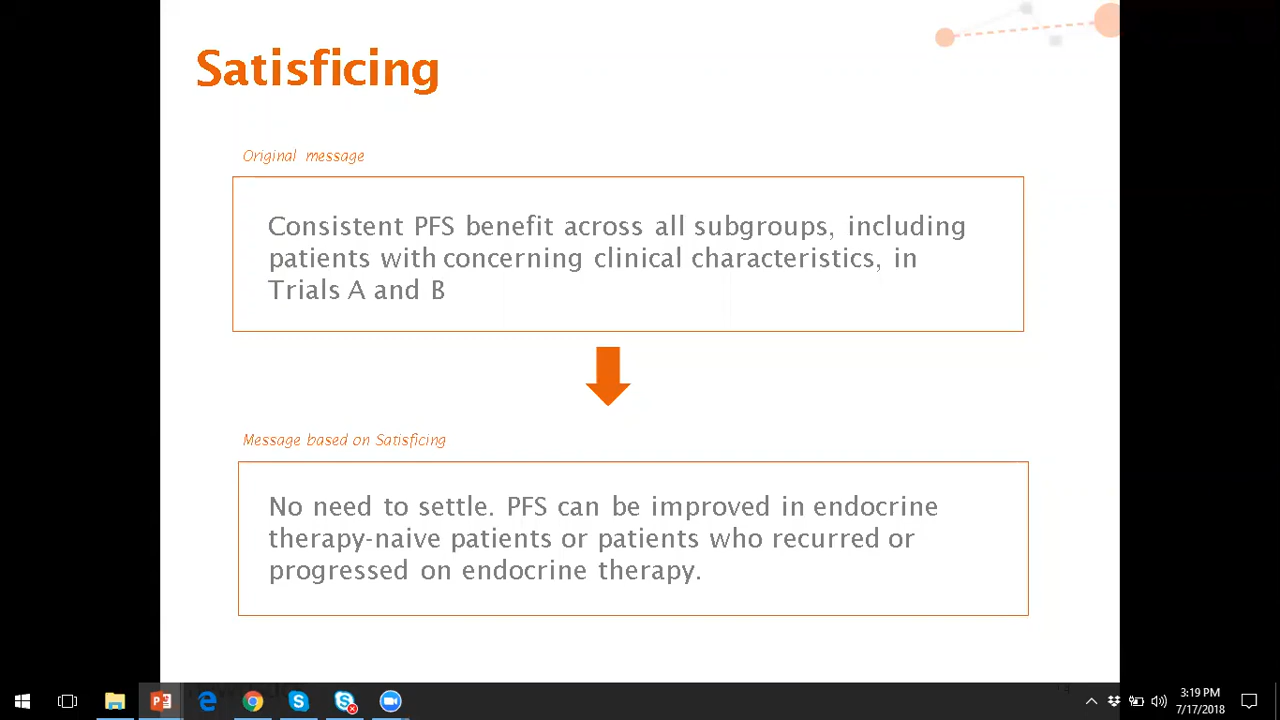 Satisficing
Original message
Consistent PFS benefit across all subgroups, including
patients with concerning clinical characteristics, in
Trials A and B
Message based on Satisficing
No need to settle. PFS can be improved in endocrine
therapy-naive patients or patients who recurred or
progressed on endocrine therapy.
3:19 PM
7/17/2018